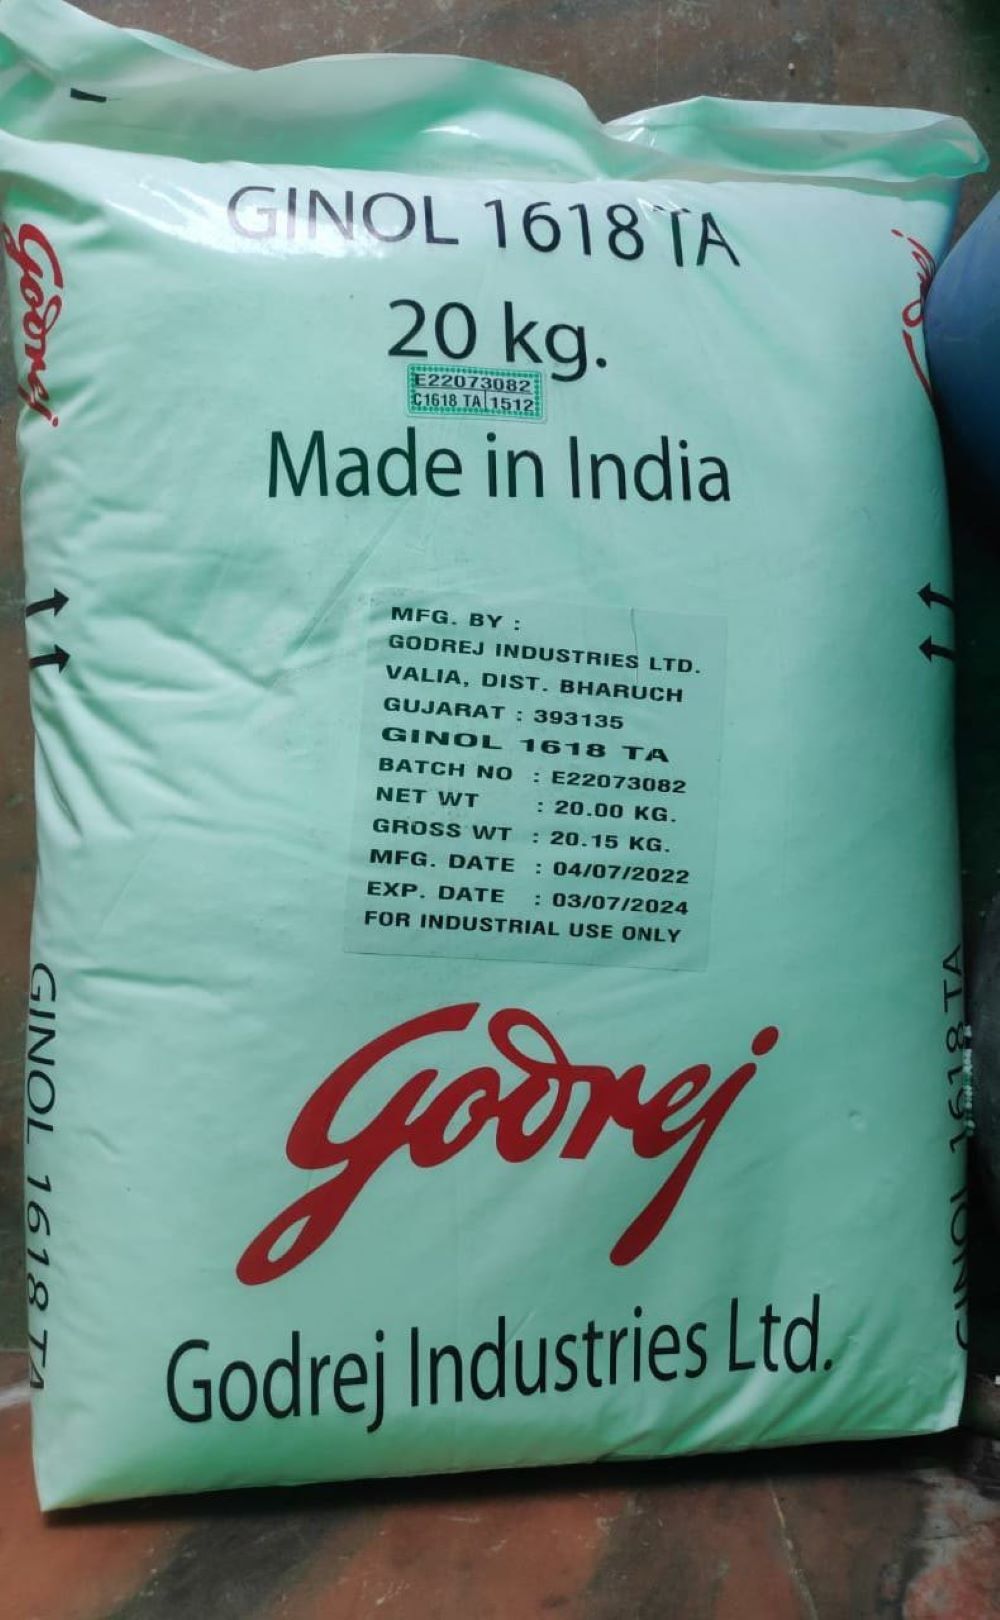 GINOL 1618 TA
20 kg.
E22073082
C1618 TA 1512
Made in India
MFG. BY :
GODREJ INDUSTRIES LTD.
VALIA, DIST. BHARUCH
GUJARAT : 393135
GINOL 1618 TA
BATCH NO : E22073082
NET WT : 20.00 KG.
GROSS WT : 20.15 KG.
MFG. DATE : 04/07/2022
EXP. DATE : 03/07/2024
FOR INDUSTRIAL USE ONLY
Godrej
Godrej Industries Ltd.
Godrej
GINOL 1618 TA
GINOL 1618 TA